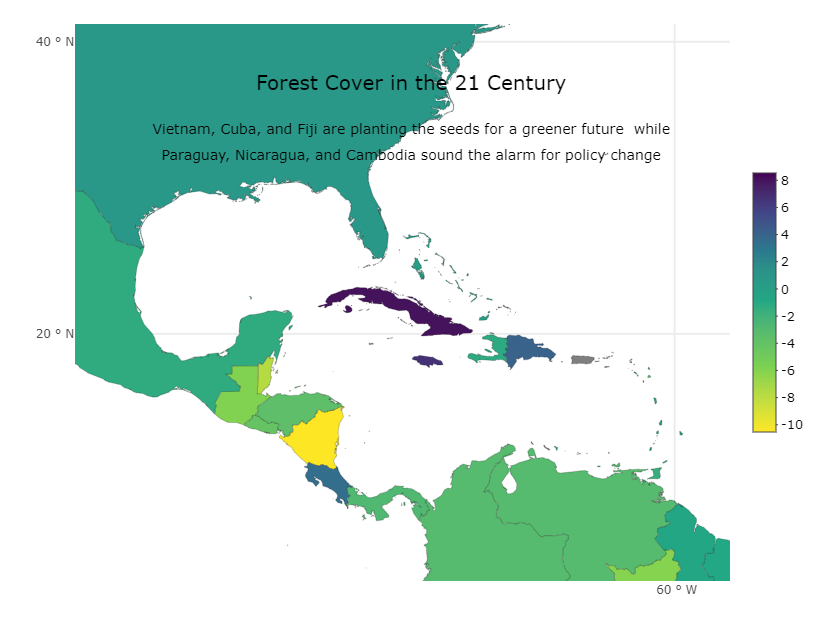 40 ° N
Forest Cover in the 21 Century
Vietnam, Cuba, and Fiji are planting the seeds for a greener future  while
Paraguay, Nicaragua, and Cambodia sound the alarm for policy change
8
6
4
2
0
-2
-4
-6
-8
-10
20 ° N
60 ° W